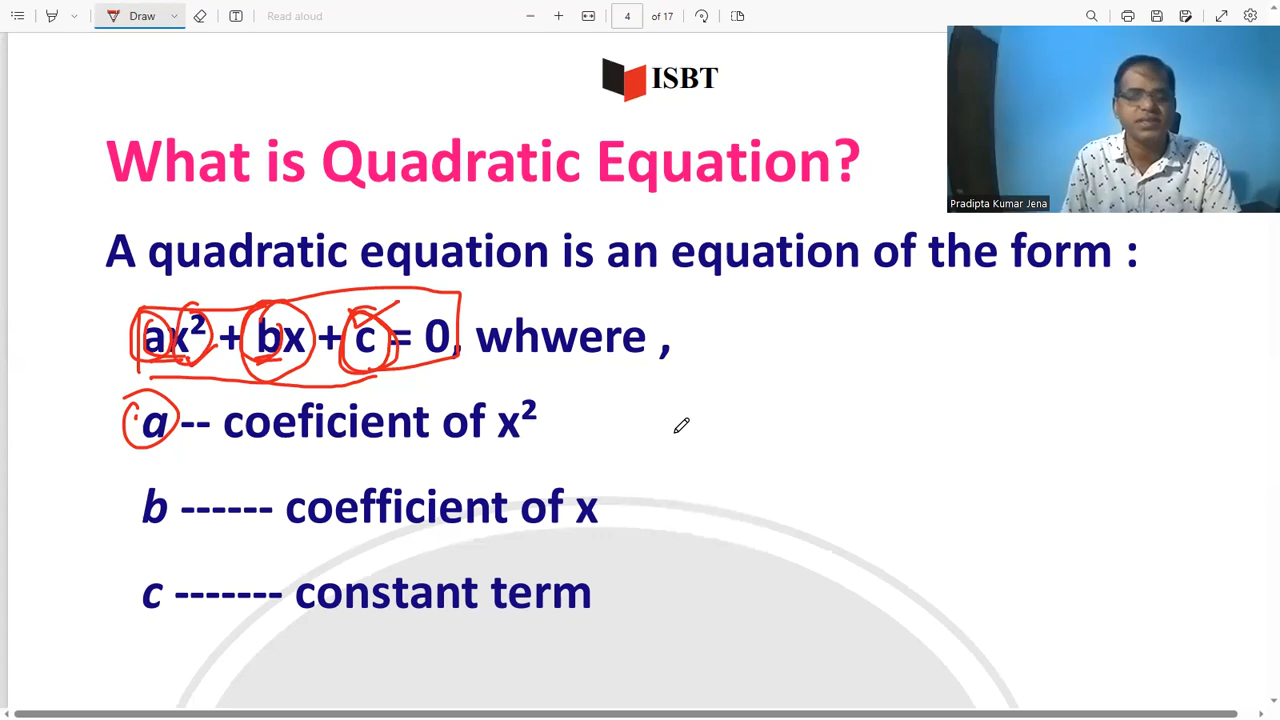 Draw
Read aloud
4
of 17
ISBT
What is Quadratic Equation?
Pradipta Kumar Jena
A quadratic equation is an equation of the form :
ax² + bx + c = 0, whwere ,
a -- coeficient of x²
b ------ coefficient of x
c ------- constant term